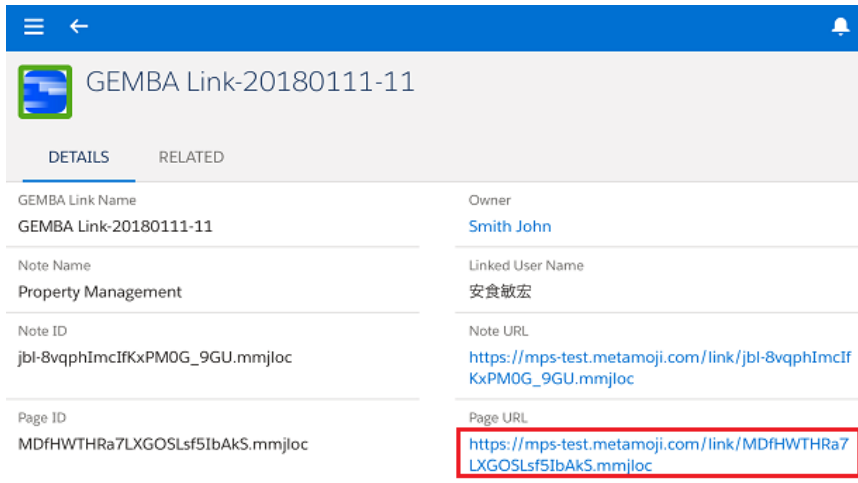 GEMBA Link-20180111-11
DETAILS
RELATED
GEMBA Link Name
GEMBA Link-20180111-11
Owner
Smith John
Note Name
Property Management
Linked User Name
安食敏宏
Note ID
jbl-8vqphImcIfKxPM0G_9GU.mmjloc
Note URL
https://mps-test.metamoji.com/link/jbl-8vqphImcIf
KxPM0G_9GU.mmjloc
Page ID
MDfHWTHRa7LXGOSLsf5IbAkS.mmjloc
Page URL
https://mps-test.metamoji.com/link/MDfHWTHRa7
LXGOSLsf5IbAkS.mmjloc